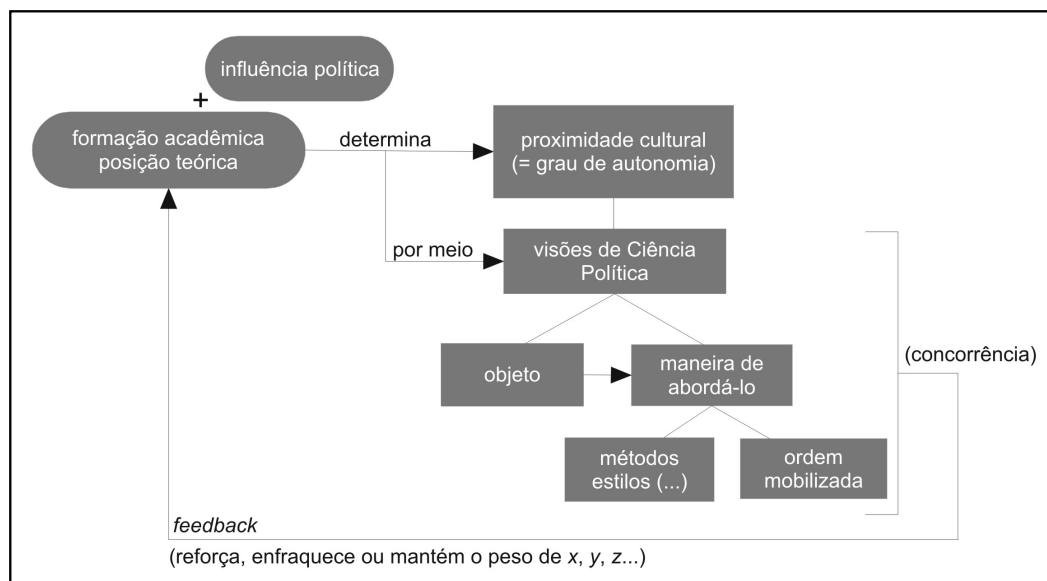 influência política
+
formação acadêmica
posição teórica
determina
proximidade cultural
(= grau de autonomia)
por meio
visões de Ciência
Política
objeto
maneira de
abordá-lo
(concorrência)
métodos
estilos (...)
ordem
mobilizada
feedback
(reforça, enfraquece ou mantém o peso de x, y, z...)